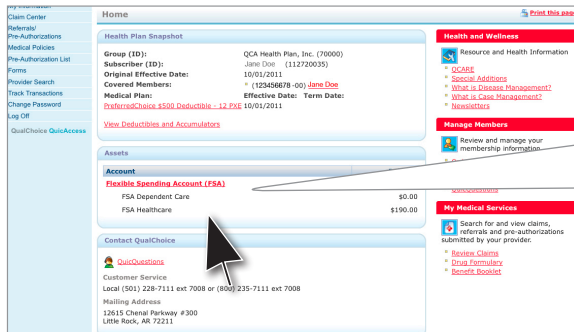 My Information
Claim Center
Referrals/
Pre-Authorizations
Medical Policies
Pre-Authorization List
Forms
Provider Search
Track Transactions
Change Password
Log Off
QualChoice QuicAccess
Home
Print this page
Health Plan Snapshot
Group (ID): QCA Health Plan, Inc. (70000)
Subscriber (ID): Jane Doe (112720035)
Original Effective Date: 10/01/2011
Covered Members: (123456678 -00) Jane Doe
Medical Plan: Effective Date: Term Date:
PreferredChoice $500 Deductible - 12 PXE 10/01/2011
View Deductibles and Accumulators
Assets
Account
Flexible Spending Account (FSA)
FSA Dependent Care $0.00
FSA Healthcare $190.00
Contact QualChoice
QuicQuestions
Customer Service
Local (501) 228-7111 ext 7008 or (800) 235-7111 ext 7008
Mailing Address
12615 Chenal Parkway #300
Little Rock, AR 72211
Health and Wellness
Resource and Health Information
QCARE
Special Additions
What is Disease Management?
What is Case Management?
Newsletters
Manage Members
Review and manage your
membership information.
QuicQuestions
My Medical Services
Search for and view claims,
referrals and pre-authorizations
submitted by your provider.
Review Claims
Drug Formulary
Benefit Booklet